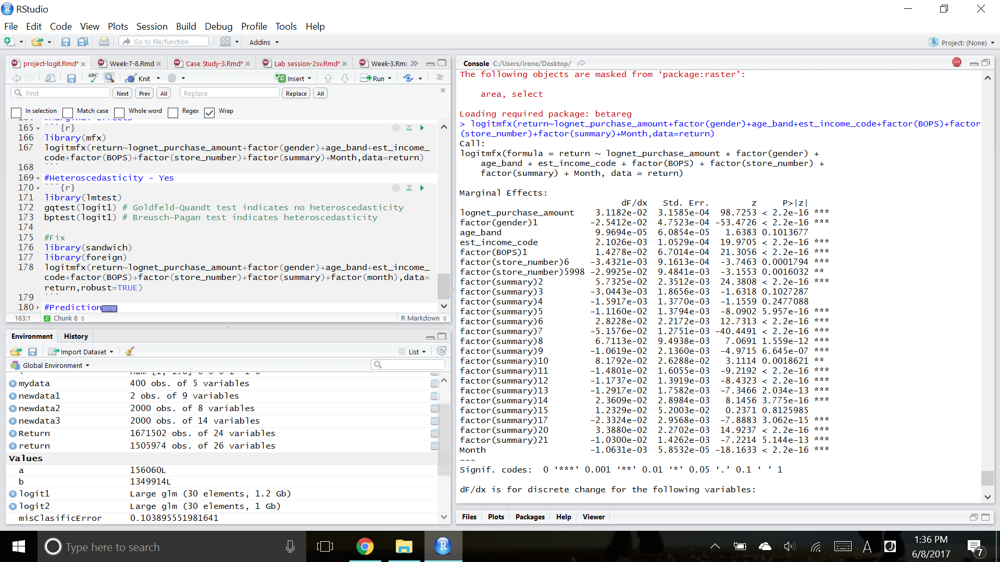 RStudio
File Edit Code View Plots Session Build Debug Profile Tools Help
Go to file/function
Addins
Project: (None)
project-logit.Rmd*
Week-7-8.Rmd
Case Study-3.Rmd*
Lab session-2sv.Rmd*
Week-3.Rmd
ABC
Knit
Insert
Run
Find
Next
Prev
All
Replace
Replace
All
In selection
Match case
Whole word
Regex
Wrap
165 ```{r}
166 library(mfx)
167 logitmfx(return~lognet_purchase_amount+factor(gender)+age_band+est_income_
code+factor(BOPS)+factor(store_number)+factor(summary)+Month,data=return)
168 ```
169 #Heteroscedasticity - Yes
170 ```{r}
171 library(lmtest)
172 gqtest(logit1) # Goldfeld-Quandt test indicates no heteroscedasticity
173 bptest(logit1) # Breusch-Pagan test indicates heteroscedasticity
174
175 #Fix
176 library(sandwich)
177 library(foreign)
178 logitmfx(return~lognet_purchase_amount+factor(gender)+age_band+est_income_
code+factor(BOPS)+factor(store_number)+factor(summary)+factor(month),data=
return,robust=TRUE)
179 ```
180 #Prediction
163:1
Chunk 8
R Markdown
Environment
History
Import Dataset
List
Global Environment
mydata 400 obs. of 5 variables
newdata1 2 obs. of 9 variables
newdata2 2000 obs. of 8 variables
newdata3 2000 obs. of 14 variables
Return 1671502 obs. of 24 variables
return 1505974 obs. of 26 variables
Values
a 156060L
b 1349914L
logit1 Large glm (30 elements, 1.2 Gb)
logit2 Large glm (30 elements, 1 Gb)
misClasificError 0.103895551981641
Console C:/Users/irene/Desktop/
STOP
The following objects are masked from ‘package:raster’:
area, select
Loading required package: betareg
> logitmfx(return~lognet_purchase_amount+factor(gender)+age_band+est_income_code+factor(BOPS)+factor
(store_number)+factor(summary)+Month,data=return)
Call:
logitmfx(formula = return ~ lognet_purchase_amount + factor(gender) +
age_band + est_income_code + factor(BOPS) + factor(store_number) +
factor(summary) + Month, data = return)
Marginal Effects:
dF/dx Std. Err. z P>|z|
lognet_purchase_amount 3.1182e-02 3.1585e-04 98.7253 < 2.2e-16 ***
factor(gender)1 -2.5412e-02 4.7523e-04 -53.4726 < 2.2e-16 ***
age_band 9.9694e-05 6.0854e-05 1.6383 0.1013677
est_income_code 2.1026e-03 1.0529e-04 19.9705 < 2.2e-16 ***
factor(BOPS)1 1.4278e-02 6.7014e-04 21.3056 < 2.2e-16 ***
factor(store_number)6 -3.4321e-03 9.1613e-04 -3.7463 0.0001794 ***
factor(store_number)5998 -2.9925e-02 9.4841e-03 -3.1553 0.0016032 **
factor(summary)2 5.7325e-02 2.3512e-03 24.3808 < 2.2e-16 ***
factor(summary)3 -3.0443e-03 1.8656e-03 -1.6318 0.1027287
factor(summary)4 -1.5917e-03 1.3770e-03 -1.1559 0.2477088
factor(summary)5 -1.1160e-02 1.3794e-03 -8.0902 5.957e-16 ***
factor(summary)6 2.8228e-02 2.2172e-03 12.7313 < 2.2e-16 ***
factor(summary)7 -5.1576e-02 1.2751e-03 -40.4491 < 2.2e-16 ***
factor(summary)8 6.7113e-02 9.4938e-03 7.0691 1.559e-12 ***
factor(summary)9 -1.0619e-02 2.1360e-03 -4.9715 6.645e-07 ***
factor(summary)10 8.1792e-02 2.6288e-02 3.1114 0.0018621 **
factor(summary)11 -1.4801e-02 1.6055e-03 -9.2192 < 2.2e-16 ***
factor(summary)12 -1.1737e-02 1.3919e-03 -8.4323 < 2.2e-16 ***
factor(summary)13 -1.2917e-02 1.7582e-03 -7.3466 2.034e-13 ***
factor(summary)14 2.3609e-02 2.8984e-03 8.1456 3.775e-16 ***
factor(summary)15 1.2329e-02 5.2003e-02 0.2371 0.8125985
factor(summary)17 -2.3324e-02 2.9568e-03 -7.8883 3.062e-15 ***
factor(summary)20 3.3880e-02 2.2702e-03 14.9237 < 2.2e-16 ***
factor(summary)21 -1.0300e-02 1.4262e-03 -7.2214 5.144e-13 ***
Month -1.0631e-03 5.8532e-05 -18.1633 < 2.2e-16 ***
---
Signif. codes: 0 ‘***’ 0.001 ‘**’ 0.01 ‘*’ 0.05 ‘.’ 0.1 ‘ ’ 1
dF/dx is for discrete change for the following variables:
Files Plots Packages Help Viewer
Type here to search
1:36 PM
6/8/2017
7